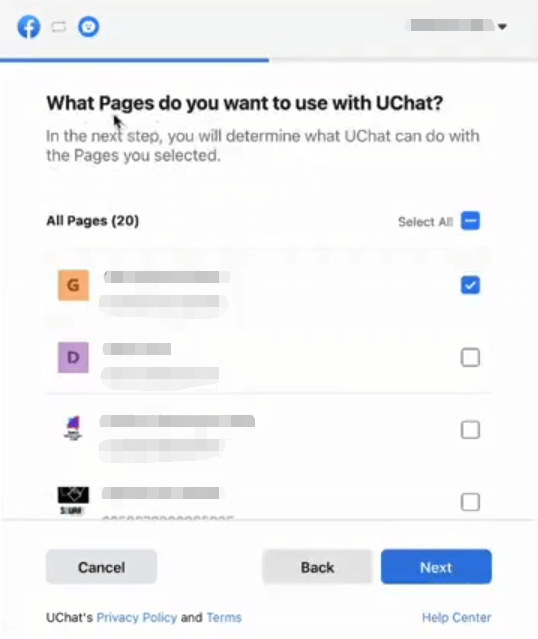 What Pages do you want to use with UChat?
In the next step, you will determine what UChat can do with
the Pages you selected.
All Pages (20)
Select All
G
D
Cancel
Back
Next
UChat's Privacy Policy and Terms
Help Center